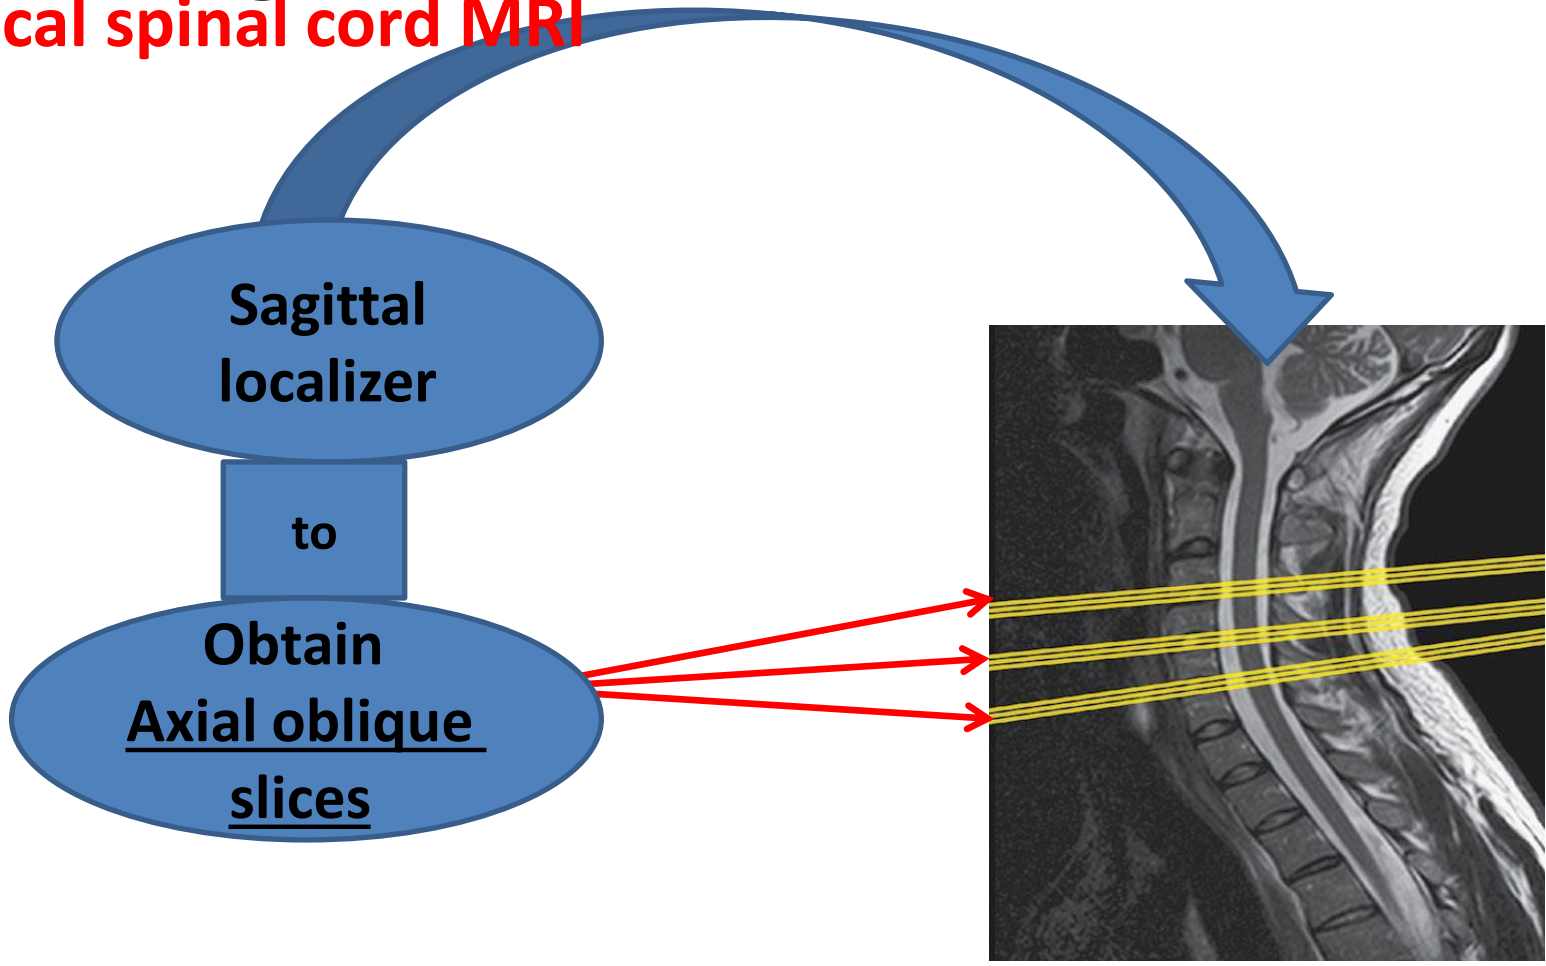 cal spinal cord MRI
Sagittal
localizer
to
Obtain
Axial oblique
slices